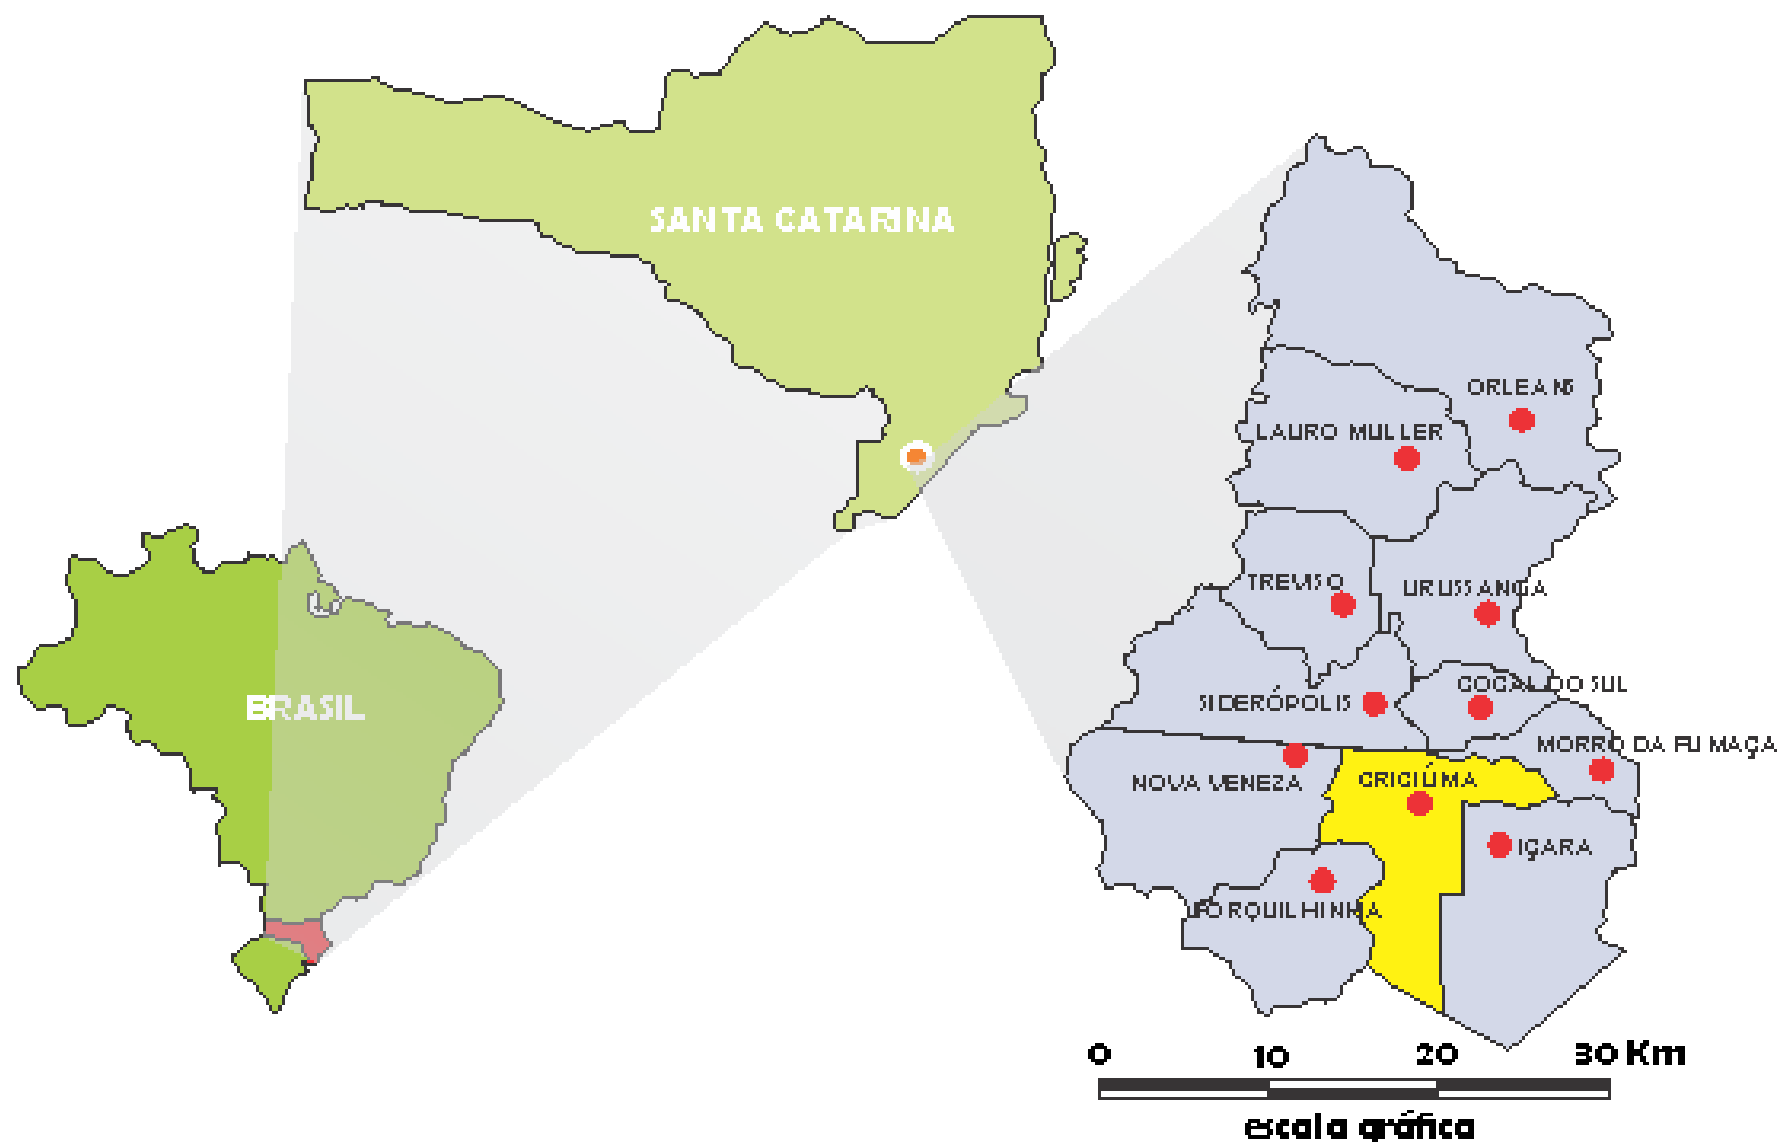 SANTA CATARINA
BRASIL
ORLEANS
LAURO MULLER
TREVISO
URUSSANGA
COCAL DO SUL
SIDERÓPOLIS
MORRO DA FUMAÇA
NOVA VENEZA
CRICIÚMA
IÇARA
FORQUILHINHA
0 10 20 30 Km
escala gráfica